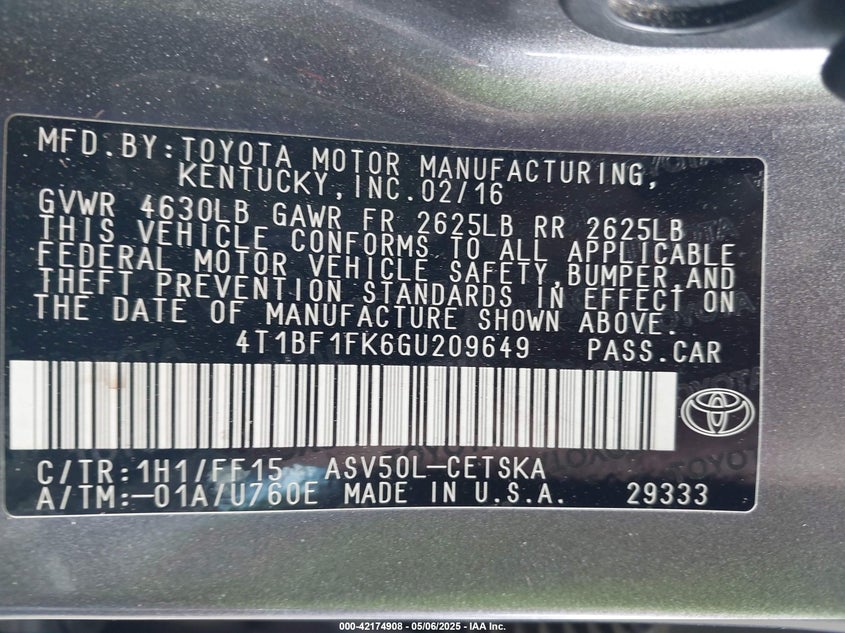 MFD.BY:TOYOTA MOTOR MANUFACTURING,
KENTUCKY,INC.02/16
GVWR 4630LB GAWR FR 2625LB RR 2625LB
THIS VEHICLE CONFORMS TO ALL APPLICABLE
FEDERAL MOTOR VEHICLE SAFETY,BUMPER,AND
THEFT PREVENTION STANDARDS IN EFFECT ON
THE DATE OF MANUFACTURE SHOWN ABOVE.
4T1BF1FK6GU209649 PASS.CAR
C/TR:1H1/FF15 ASV50L-CETSKA
A/TM:-01A/U760E MADE IN U.S.A. 29333
000-42174908 - 05/06/2025 - IAA Inc.